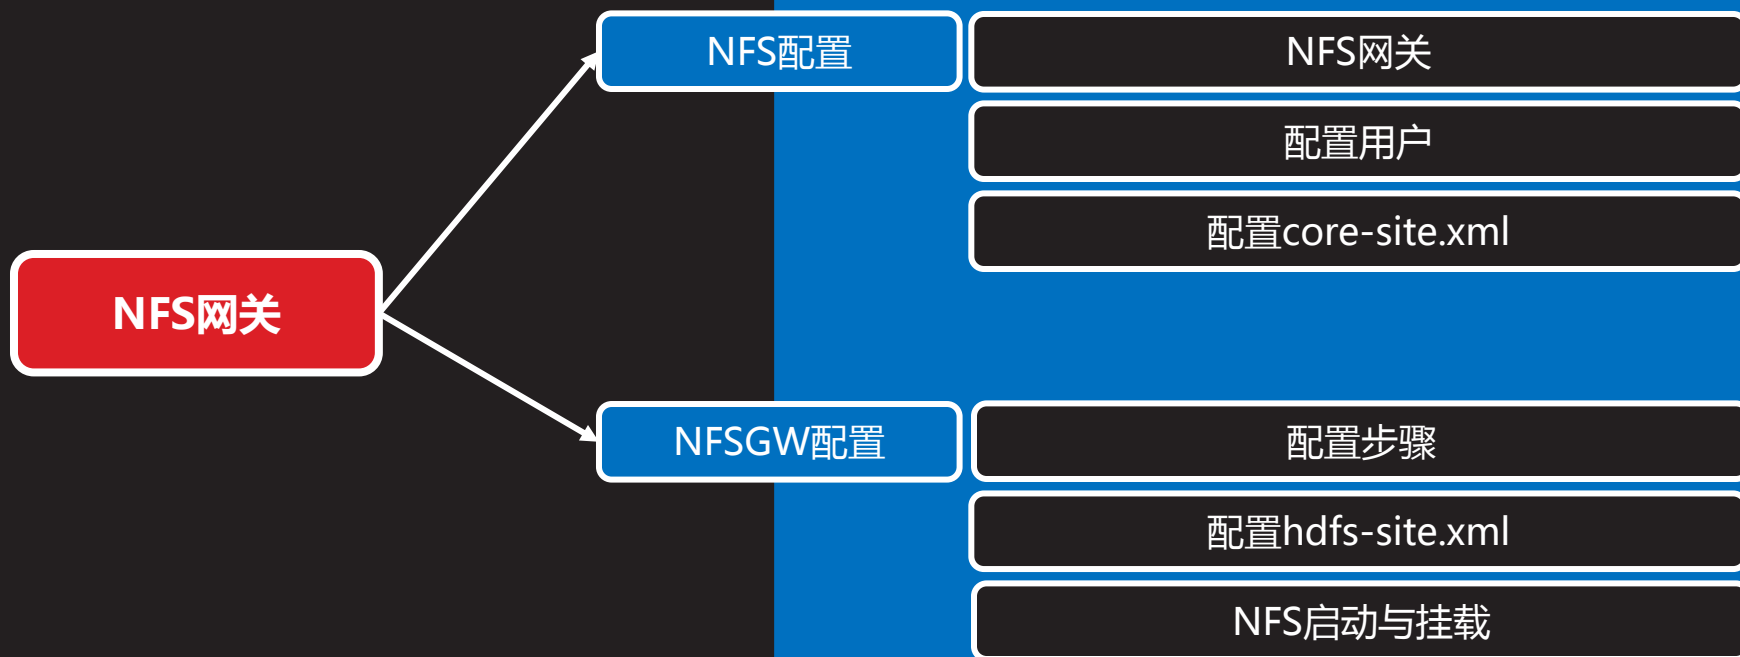 NFS网关
NFS配置
NFS网关
配置用户
配置core-site.xml
NFSGW配置
配置步骤
配置hdfs-site.xml
NFS启动与挂载